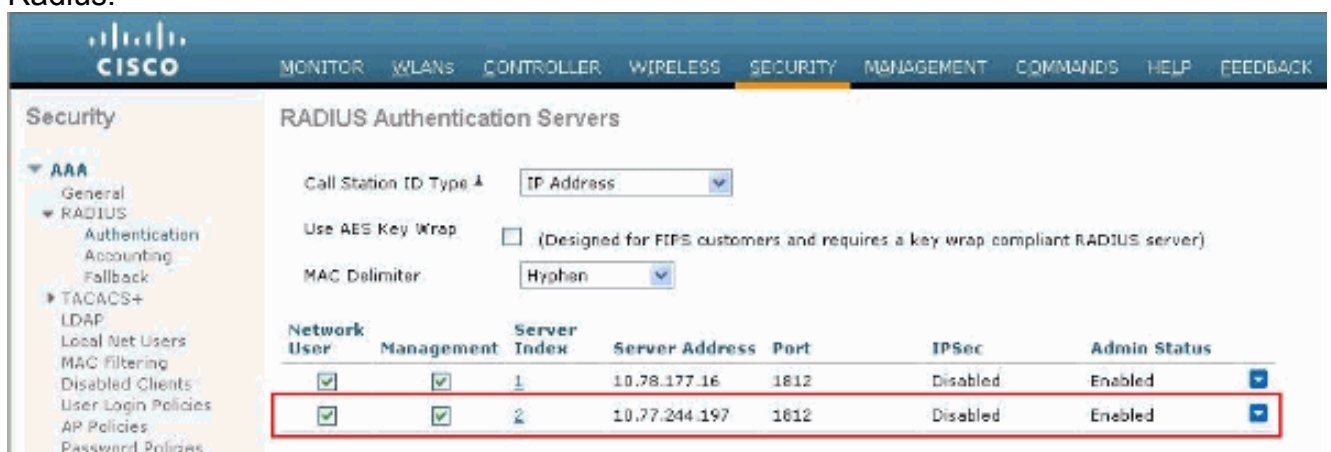 Radius.
CISCO
MONITOR WLANs CONTROLLER WIRELESS SECURITY MANAGEMENT COMMANDS HELP FEEDBACK
Security
AAA
General
RADIUS
Authentication
Accounting
Fallback
TACACS+
LDAP
Local Net Users
MAC Filtering
Disabled Clients
User Login Policies
AP Policies
Password Policies
RADIUS Authentication Servers
Call Station ID Type IP Address
Use AES Key Wrap (Designed for FIPS customers and requires a key wrap compliant RADIUS server)
MAC Delimiter Hyphen
Network User Management Server Index Server Address Port IPSec Admin Status
1 10.78.177.16 1812 Disabled Enabled
2 10.77.244.197 1812 Disabled Enabled